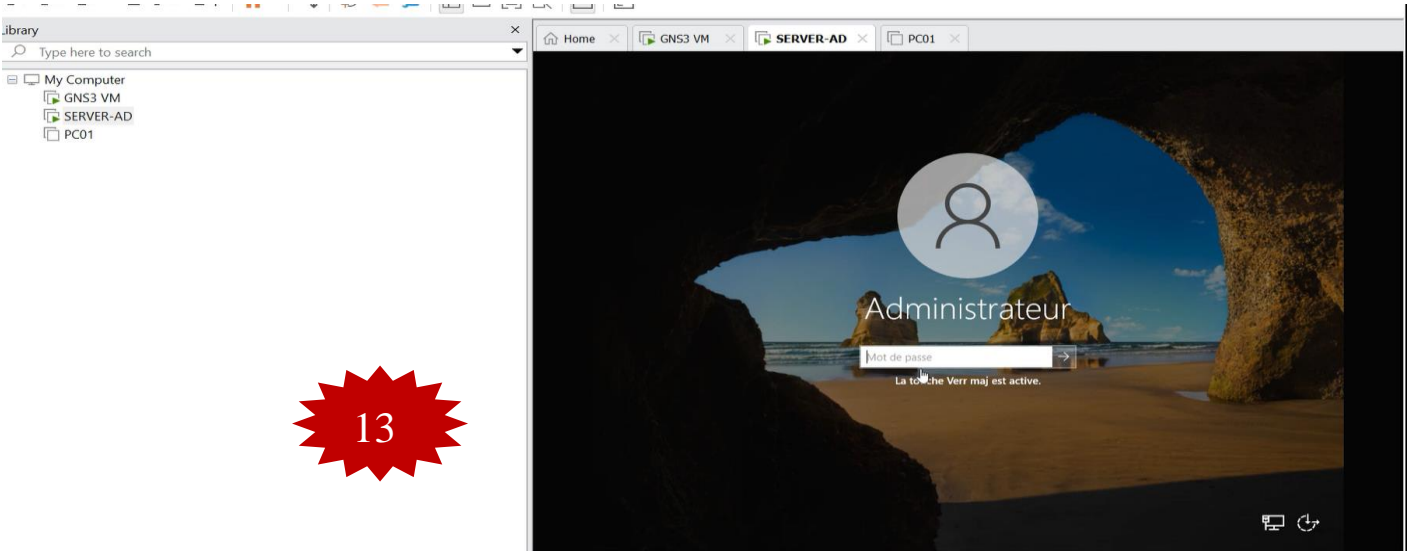 Library
Type here to search
My Computer
GNS3 VM
SERVER-AD
PC01
Home
GNS3 VM
SERVER-AD
PC01
Administrateur
Mot de passe
La touche Verr maj est active.
13